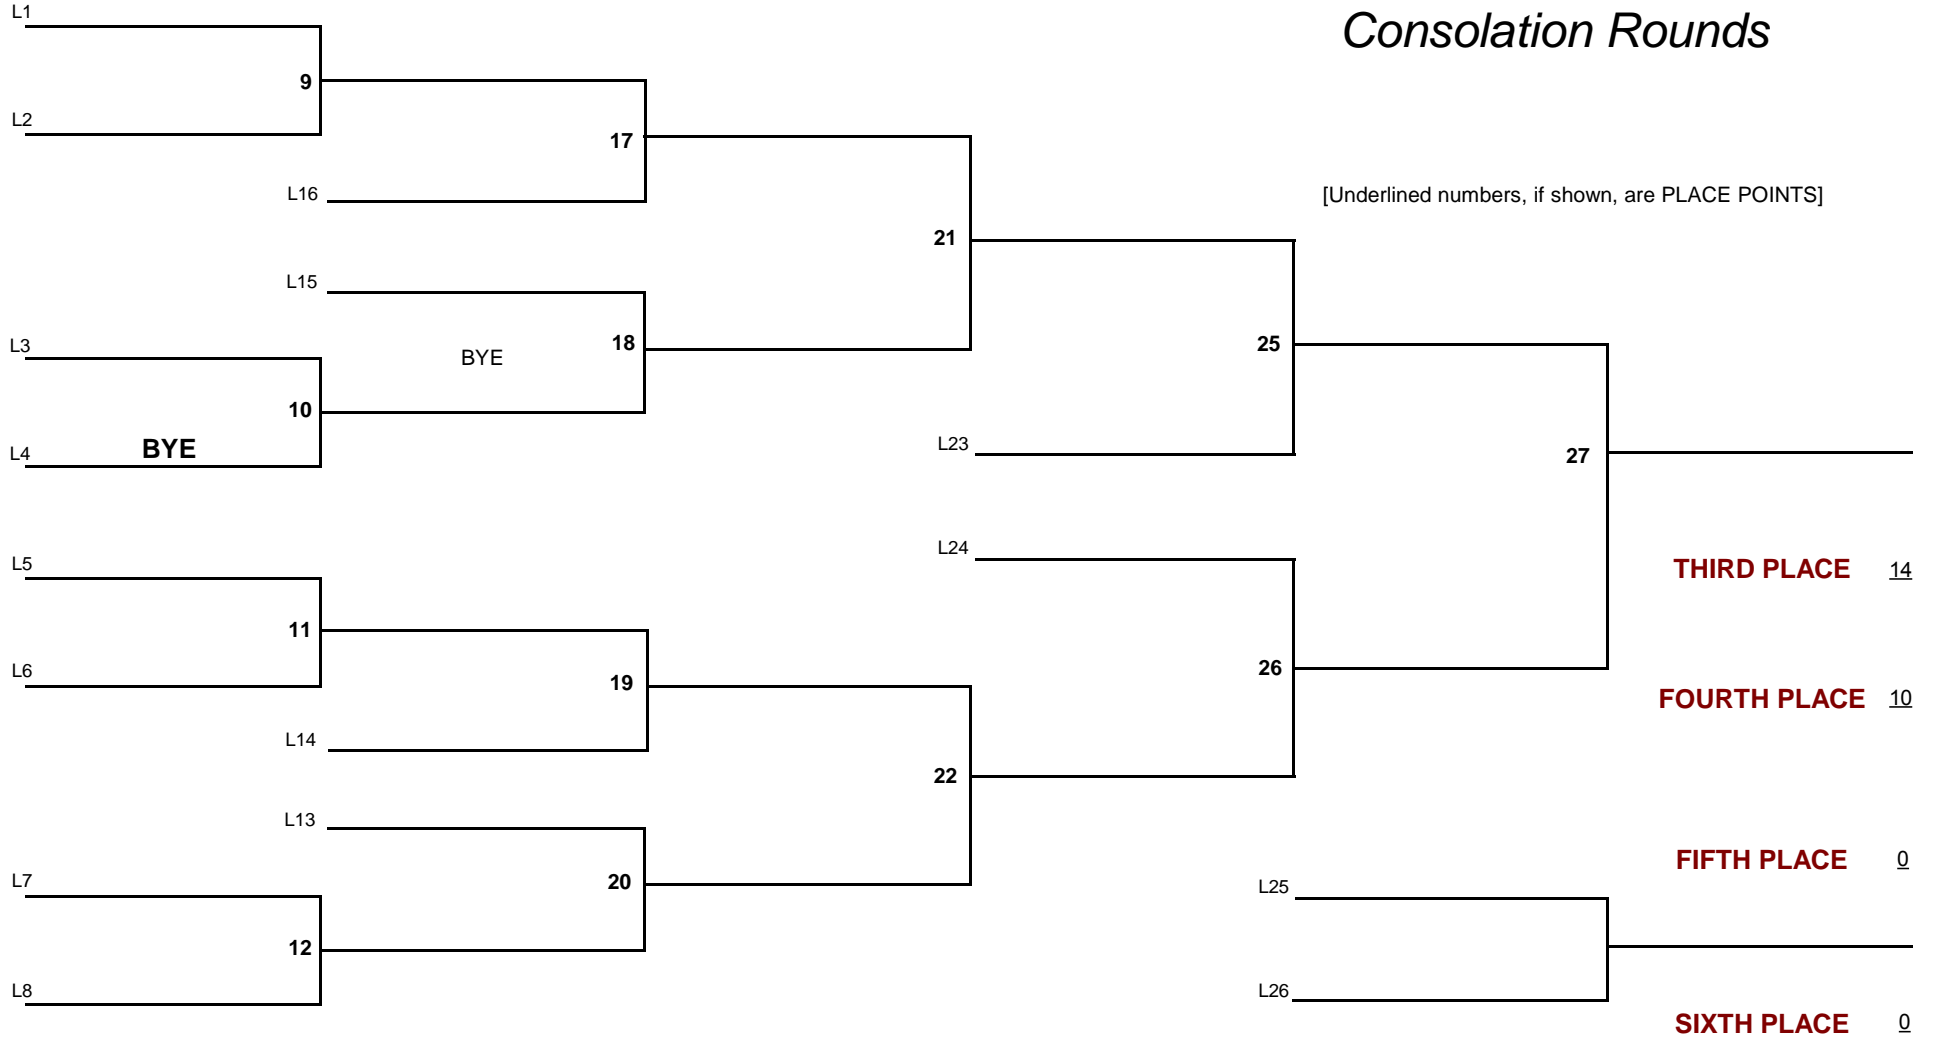 L1
Consolation Rounds
9
L2
17
L16
[Underlined numbers, if shown, are PLACE POINTS]
21
L15
L3
18
BYE
25
10
L4
BYE
L23
27
L24
L5
THIRD PLACE 14
11
L6
19
26
FOURTH PLACE 10
L14
22
L13
FIFTH PLACE 0
L7
20
L25
12
L8
L26
SIXTH PLACE 0